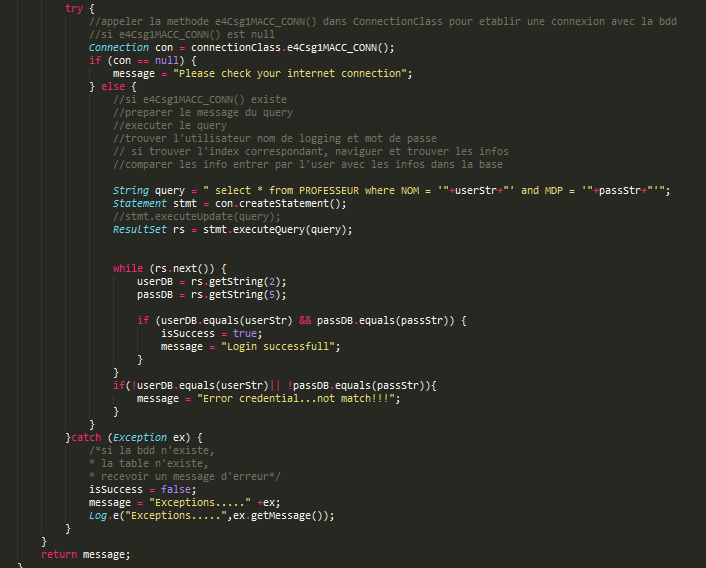 try {
//appeler la methode e4Csg1MACC_CONN() dans ConnectionClass pour etablir une connexion avec la bdd
//si e4Csg1MACC_CONN() est null
Connection con = connectionClass.e4Csg1MACC_CONN();
if (con == null) {
message = "Please check your internet connection";
} else {
//si e4Csg1MACC_CONN() existe
//preparer le message du query
//executer le query
//trouver l'utilisateur nom de logging et mot de passe
// si trouver l'index correspondant, naviguer et trouver les infos
//comparer les info entrer par l'user avec les infos dans la base
String query = " select * from PROFESSEUR where NOM = '"+userStr+"' and MDP = '"+passStr+"'";
Statement stmt = con.createStatement();
//stmt.executeUpdate(query);
ResultSet rs = stmt.executeQuery(query);
while (rs.next()) {
userDB = rs.getString(2);
passDB = rs.getString(5);
if (userDB.equals(userStr) && passDB.equals(passStr)) {
isSuccess = true;
message = "Login successfull";
}
}
if(!userDB.equals(userStr)|| !passDB.equals(passStr)){
message = "Error credential...not match!!!";
}
}
}catch (Exception ex) {
/*si la bdd n'existe,
* la table n'existe,
* recevoir un message d'erreur*/
isSuccess = false;
message = "Exceptions....." +ex;
Log.e("Exceptions.....",ex.getMessage());
}
}
return message;
}